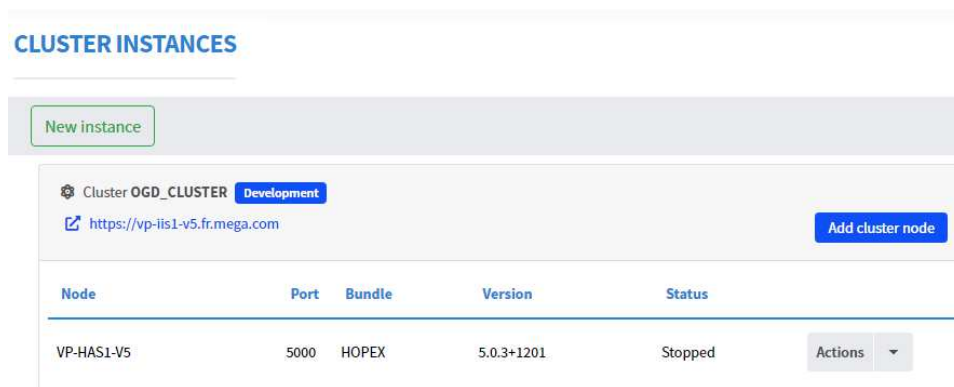 CLUSTER INSTANCES
New instance
Cluster OGD_CLUSTER Development
https://vp-iis1-v5.fr.mega.com
Add cluster node
Node Port Bundle Version Status
VP-HAS1-V5 5000 HOPEX 5.0.3+1201 Stopped Actions